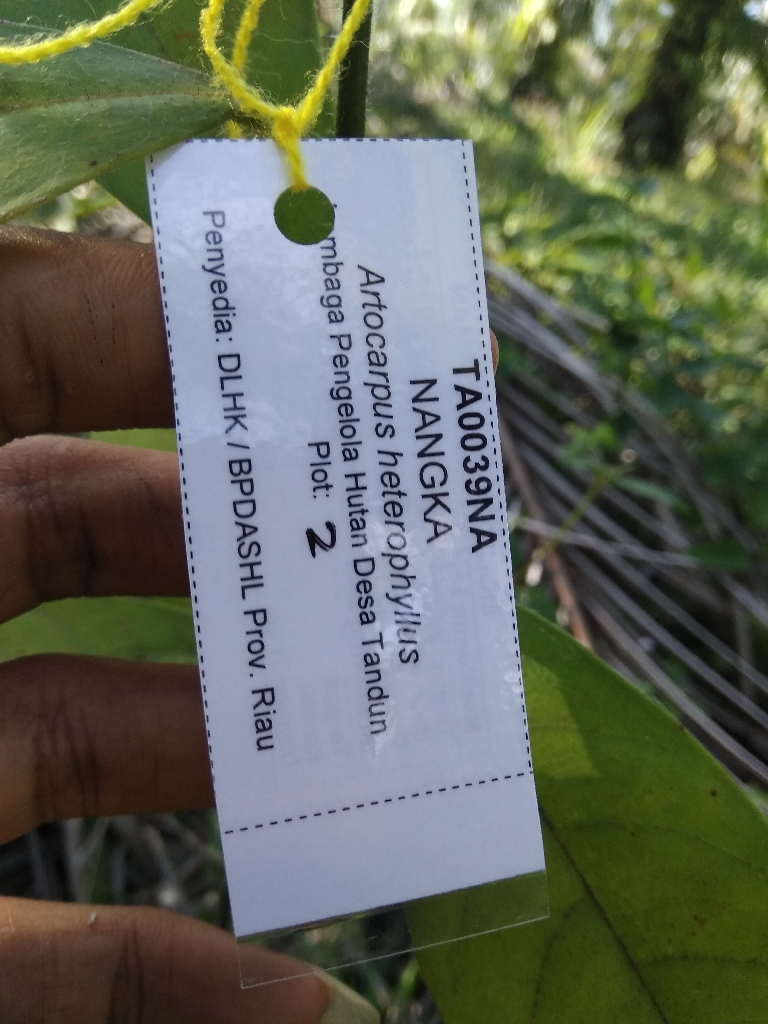 TA0039NA
NANGKA
Artocarpus heterophyllus
mbaga Pengelola Hutan Desa Tandun
Plot: 2
Penyedia: DLHK / BPDASHL Prov. Riau